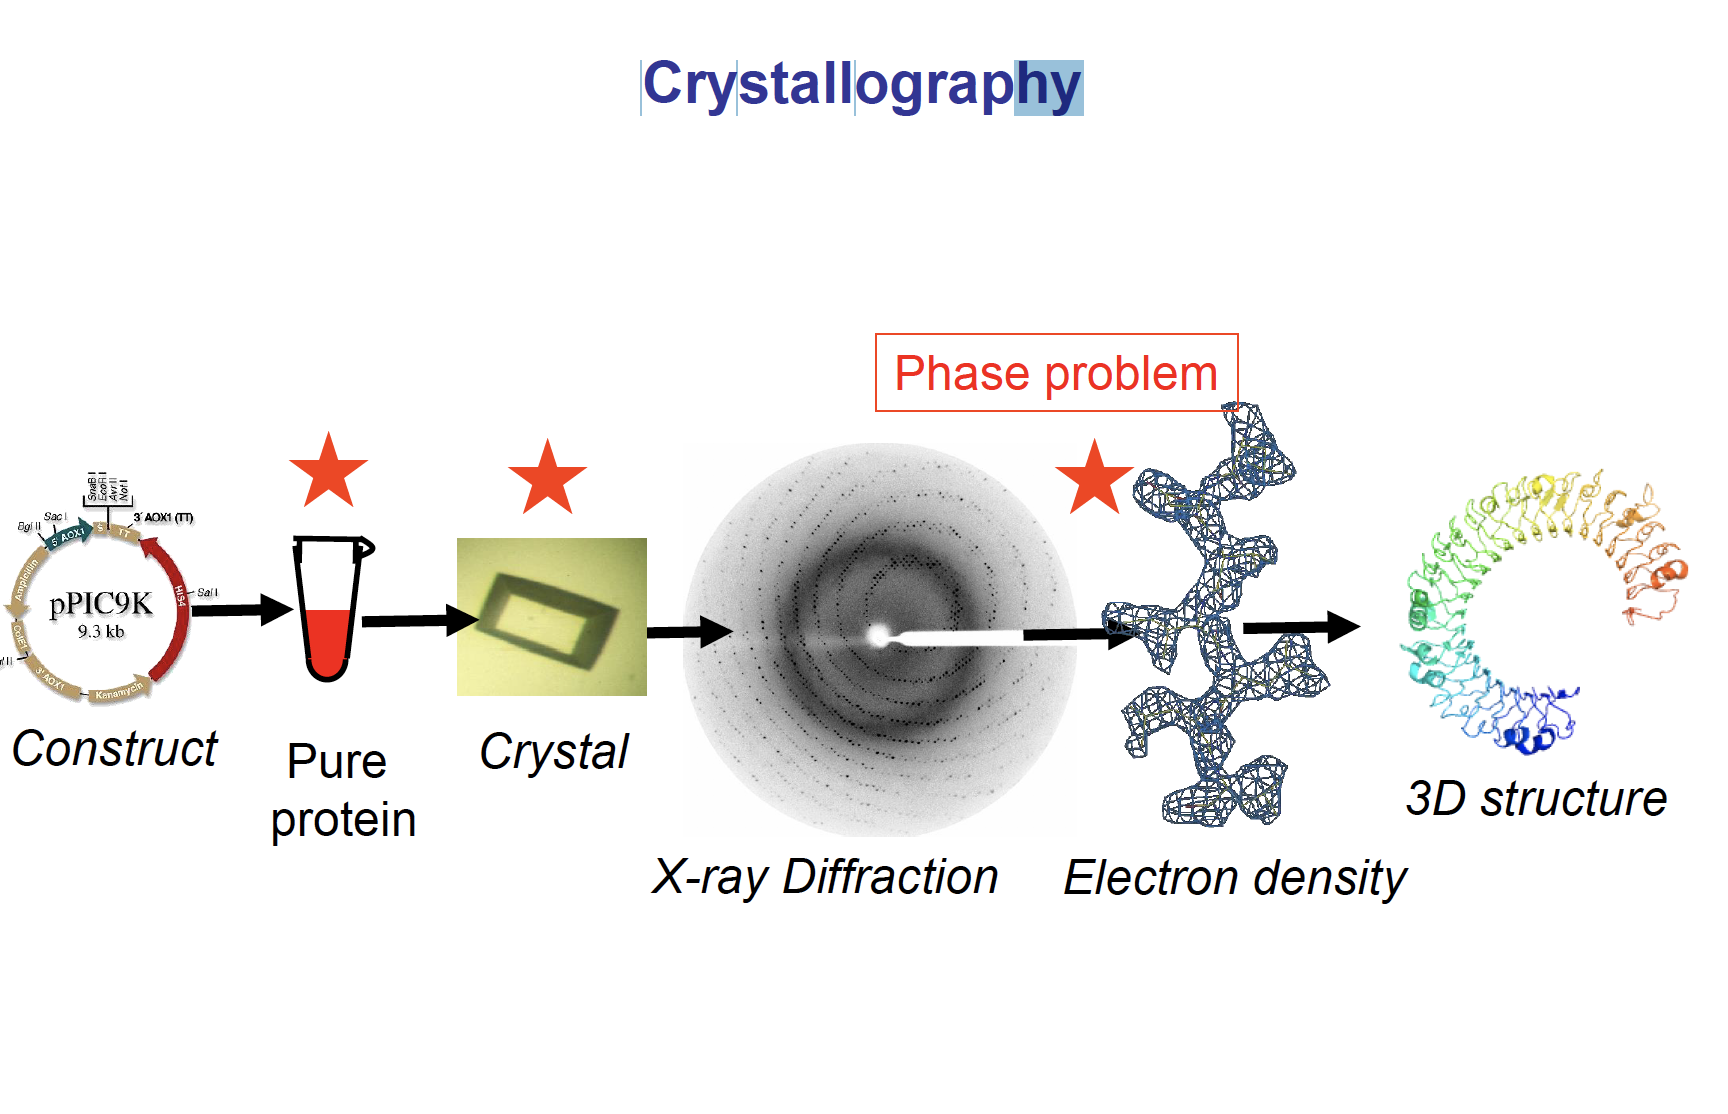 Crystallography
Phase problem
SnaB I
EcoR I
Avr II
Not I
Sac I
Bgl II
5´ AOX1
S
TT
3´ AOX1 (TT)
Ampicillin
HIS4
Sal I
pPIC9K
9.3 kb
ColE1
3´AOX1
Kanamycin
Construct
Pure
protein
Crystal
X-ray Diffraction
Electron density
3D structure